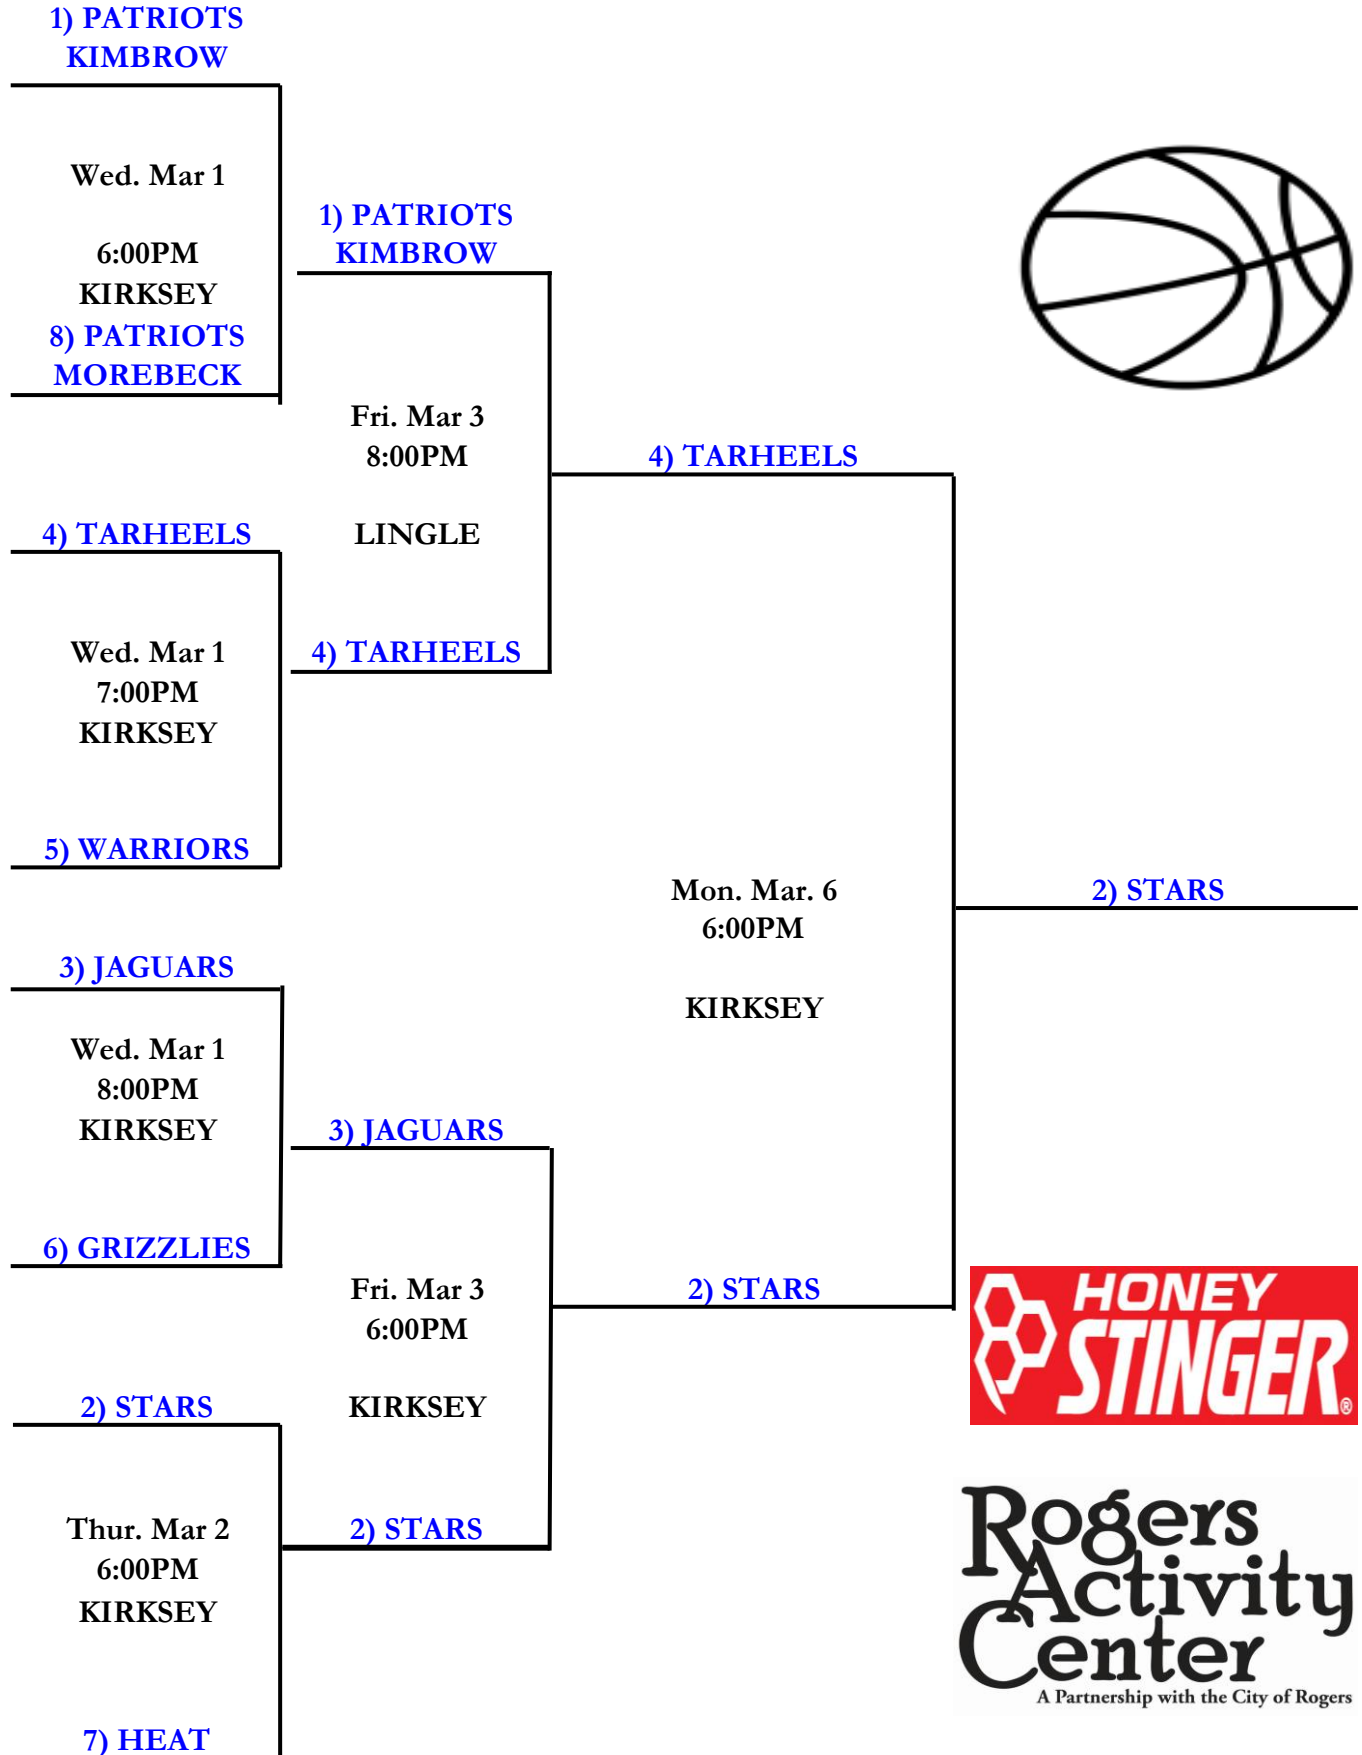 1) PATRIOTS
KIMBROW
Wed. Mar 1
6:00PM
KIRKSEY
8) PATRIOTS
MOREBECK
1) PATRIOTS
KIMBROW
Fri. Mar 3
8:00PM
LINGLE
4) TARHEELS
4) TARHEELS
Wed. Mar 1
7:00PM
KIRKSEY
4) TARHEELS
5) WARRIORS
Mon. Mar. 6
6:00PM
KIRKSEY
2) STARS
3) JAGUARS
Wed. Mar 1
8:00PM
KIRKSEY
3) JAGUARS
6) GRIZZLIES
Fri. Mar 3
6:00PM
KIRKSEY
2) STARS
2) STARS
Thur. Mar 2
6:00PM
KIRKSEY
2) STARS
7) HEAT
HONEY
STINGER®
Rogers
Activity
Center
A Partnership with the City of Rogers